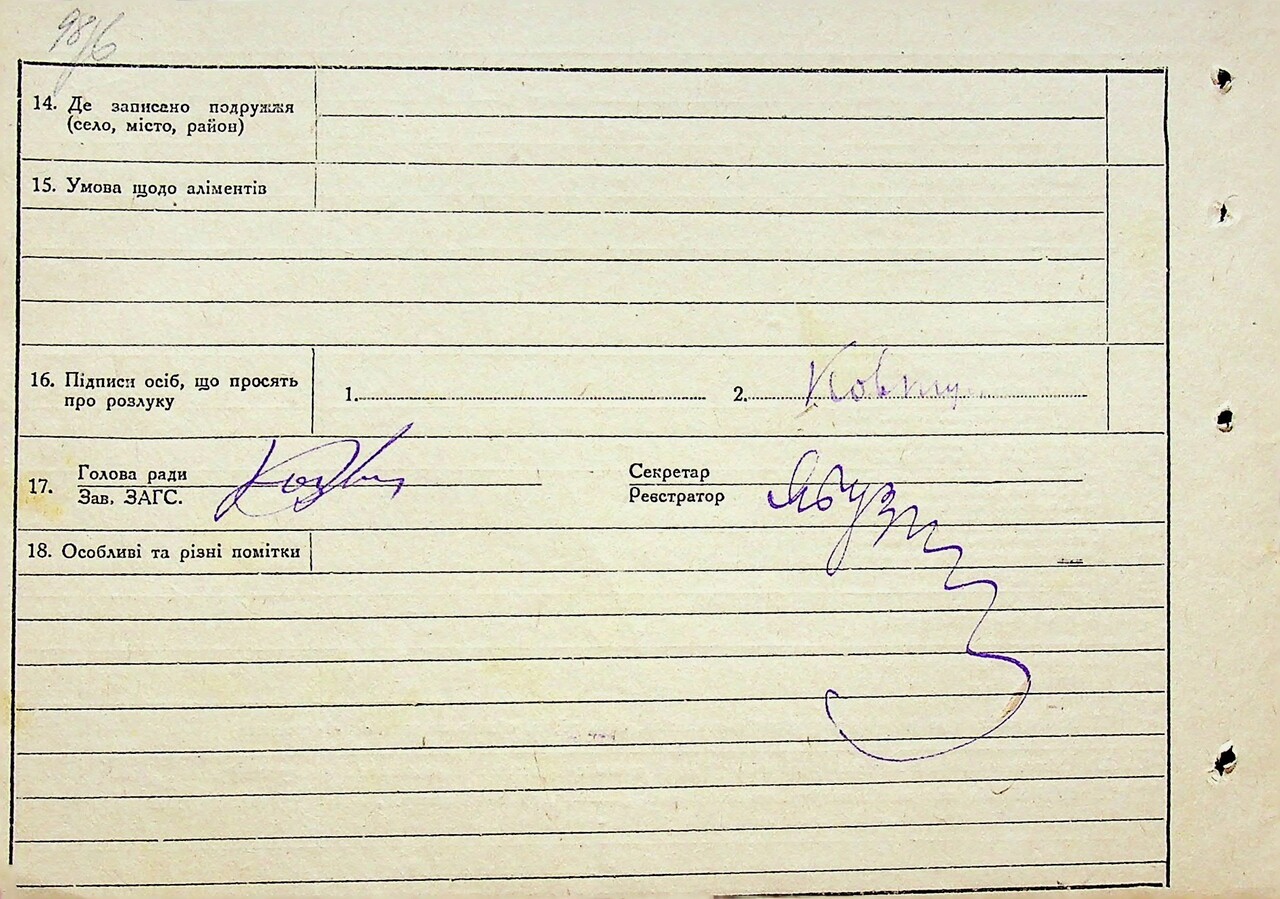 14. Де записано подружжя
(село, місто, район)
15. Умова щодо аліментів
16. Підписи осіб, що просять
про розлуку
1.
2.
17. Голова ради
Зав. ЗАГС.
Секретар
Реєстратор
18. Особливі та різні помітки